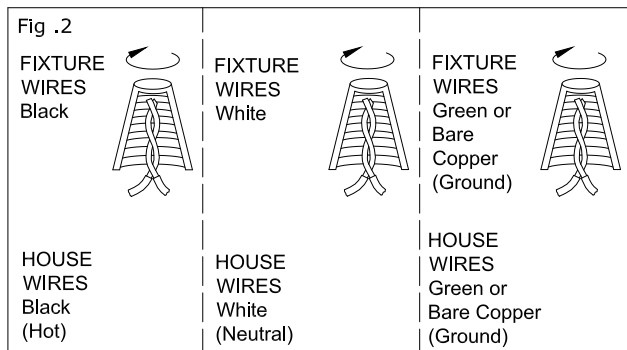 Fig .2
FIXTURE
WIRES
Black
FIXTURE
WIRES
White
FIXTURE
WIRES
Green or
Bare
Copper
(Ground)
HOUSE
WIRES
Black
(Hot)
HOUSE
WIRES
White
(Neutral)
HOUSE
WIRES
Green or
Bare Copper
(Ground)